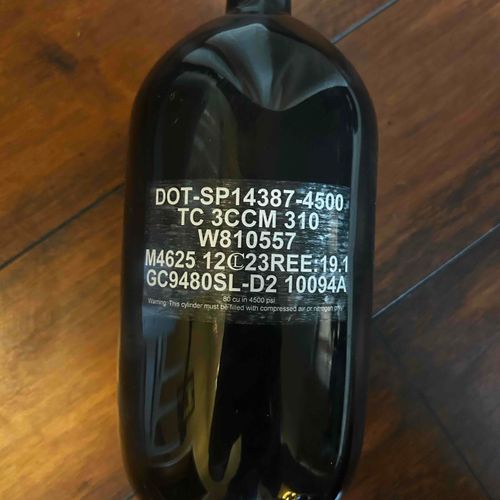 DOT-SP14387-4500
TC 3CCM 310
W810557
M4625 12Ⓛ23REE:19.1
GC9480SL-D2 10094A
80 cu in 4500 psi
Warning: This cylinder must be filled with compressed air or nitrogen only